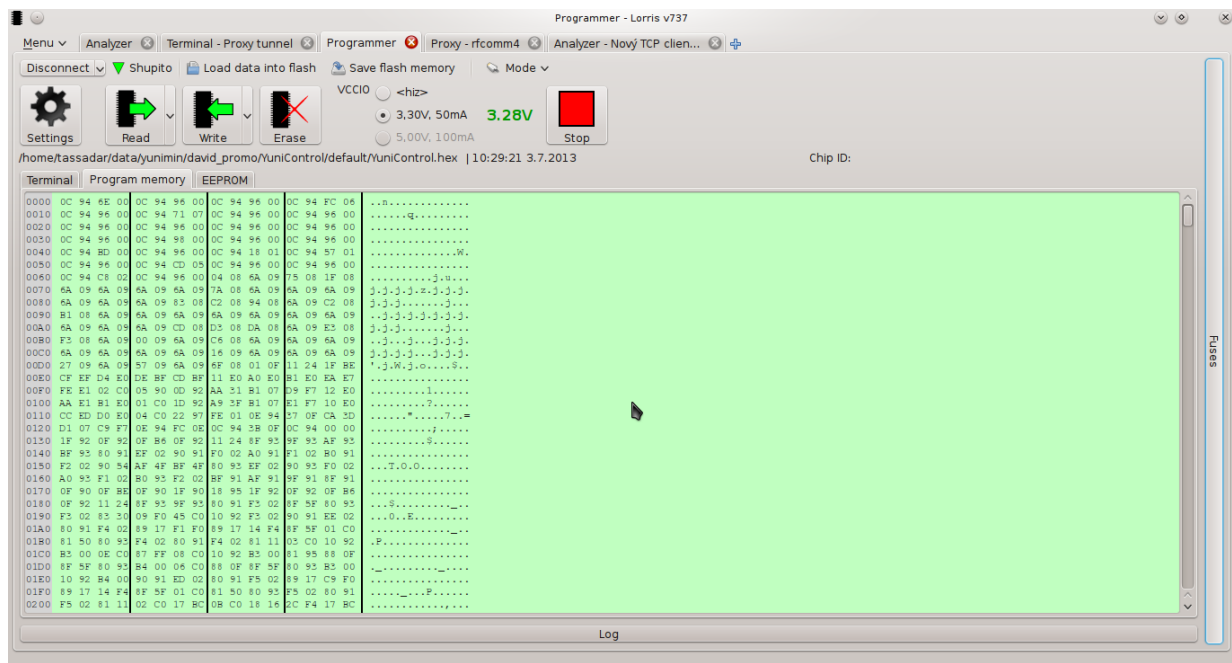 Programmer - Lorris v737
Menu Analyzer Terminal - Proxy tunnel Programmer Proxy - rfcomm4 Analyzer - Nový TCP clien...
Disconnect Shupito Load data into flash Save flash memory Mode
VCCIO <hiz>
3,30V, 50mA 3.28V
5,00V, 100mA
Settings Read Write Erase Stop
/home/tassadar/data/yunimin/david_promo/YuniControl/default/YuniControl.hex | 10:29:21 3.7.2013 Chip ID:
Terminal Program memory EEPROM
0000 0C 94 6E 00 0C 94 96 00 0C 94 96 00 0C 94 FC 06 ..n.............
0010 0C 94 96 00 0C 94 71 07 0C 94 96 00 0C 94 96 00 ......q.........
0020 0C 94 96 00 0C 94 96 00 0C 94 96 00 0C 94 96 00 ................
0030 0C 94 96 00 0C 94 98 00 0C 94 96 00 0C 94 96 00 ................
0040 0C 94 BD 00 0C 94 96 00 0C 94 18 01 0C 94 57 01 ..............W.
0050 0C 94 96 00 0C 94 CD 05 0C 94 96 00 0C 94 96 00 ................
0060 0C 94 C8 02 0C 94 96 00 04 08 6A 09 75 08 1F 08 ..........j.u...
0070 6A 09 6A 09 6A 09 6A 09 7A 08 6A 09 6A 09 6A 09 j.j.j.j.z.j.j.j.
0080 6A 09 6A 09 6A 09 83 08 C2 08 94 08 6A 09 C2 08 j.j.j.......j...
0090 B1 08 6A 09 6A 09 6A 09 6A 09 6A 09 6A 09 6A 09 ..j.j.j.j.j.j.j.
00A0 6A 09 6A 09 6A 09 CD 08 D3 08 DA 08 6A 09 E3 08 j.j.j.......j...
00B0 F3 08 6A 09 00 09 6A 09 C6 08 6A 09 6A 09 6A 09 ..j...j...j.j.j.
00C0 6A 09 6A 09 6A 09 6A 09 16 09 6A 09 6A 09 6A 09 j.j.j.j...j.j.j.
00D0 27 09 6A 09 57 09 6A 09 6F 08 01 0F 11 24 1F BE '.j.W.j.o....$..
00E0 CF EF D4 E0 DE BF CD BF 11 E0 A0 E0 B1 E0 EA E7 ................
00F0 FE E1 02 C0 05 90 0D 92 AA 31 B1 07 D9 F7 12 E0 .........1......
0100 AA E1 B1 E0 01 C0 1D 92 A9 3F B1 07 E1 F7 10 E0 .........?......
0110 CC ED D0 E0 04 C0 22 97 FE 01 0E 94 37 0F CA 3D ......".....7..=
0120 D1 07 C9 F7 0E 94 FC 0E 0C 94 3B 0F 0C 94 00 00 ..........;.....
0130 1F 92 0F 92 0F B6 0F 92 11 24 8F 93 9F 93 AF 93 .........$......
0140 BF 93 80 91 EF 02 90 91 F0 02 A0 91 F1 02 B0 91 ................
0150 F2 02 90 54 AF 4F BF 4F 80 93 EF 02 90 93 F0 02 ...T.O.O........
0160 A0 93 F1 02 B0 93 F2 02 BF 91 AF 91 9F 91 8F 91 ................
0170 0F 90 0F BE 0F 90 1F 90 18 95 1F 92 0F 92 0F B6 ................
0180 0F 92 11 24 8F 93 9F 93 80 91 F3 02 8F 5F 80 93 ...$........._..
0190 F3 02 83 30 09 F0 45 C0 10 92 F3 02 90 91 EE 02 ...0..E.........
01A0 80 91 F4 02 89 17 F1 F0 89 17 14 F4 8F 5F 01 C0 ............._..
01B0 81 50 80 93 F4 02 80 91 F4 02 81 11 03 C0 10 92 .P..............
01C0 B3 00 0E C0 87 FF 08 C0 10 92 B3 00 81 95 88 0F ................
01D0 8F 5F 80 93 B4 00 06 C0 88 0F 8F 5F 80 93 B3 00 ._........._....
01E0 10 92 B4 00 90 91 ED 02 80 91 F5 02 89 17 C9 F0 ................
01F0 89 17 14 F4 8F 5F 01 C0 81 50 80 93 F5 02 80 91 ....._...P......
0200 F5 02 81 11 02 C0 17 BC 0B C0 18 16 2C F4 17 BC ............,...
Fuses
Log